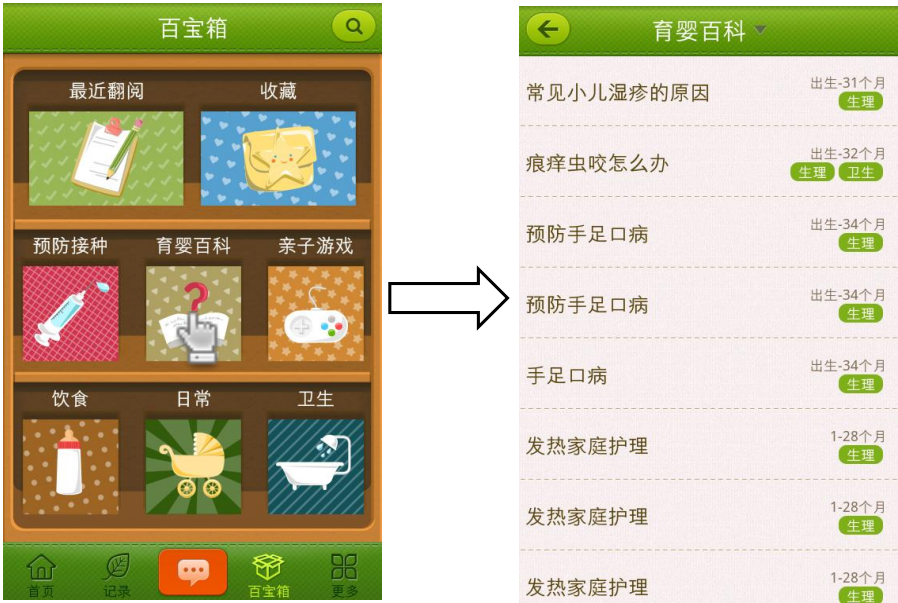 百宝箱
最近翻阅 收藏
预防接种 育婴百科 亲子游戏
饮食 日常 卫生
首页 记录 百宝箱 更多
育婴百科
常见小儿湿疹的原因
出生-31个月
生理
痕痒虫咬怎么办
出生-32个月
生理 卫生
预防手足口病
出生-34个月
生理
预防手足口病
出生-34个月
生理
手足口病
出生-34个月
生理
发热家庭护理
1-28个月
生理
发热家庭护理
1-28个月
生理
发热家庭护理
1-28个月
生理